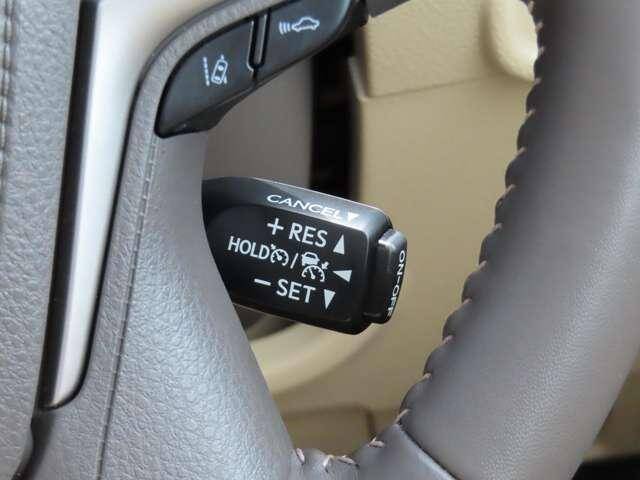 CANCEL▼
+ RES ▲
HOLD / ◄
− SET ▼
ON-OFF